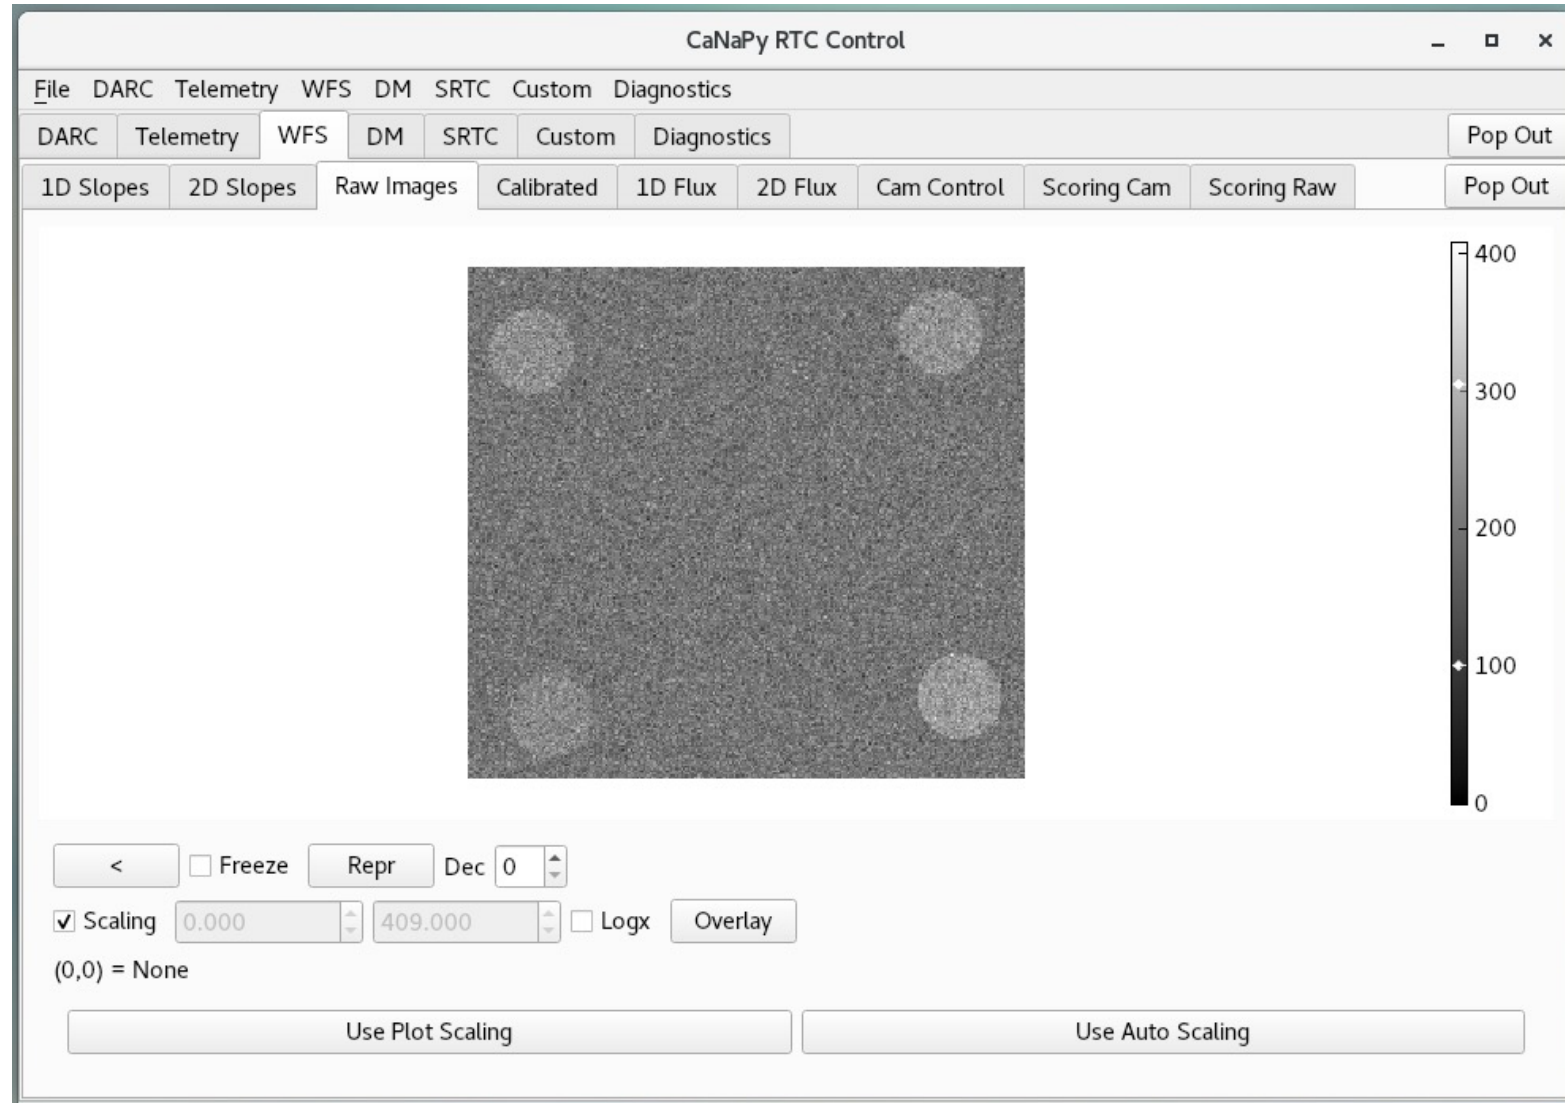 CaNaPy RTC Control
File DARC Telemetry WFS DM SRTC Custom Diagnostics
DARC Telemetry WFS DM SRTC Custom Diagnostics Pop Out
1D Slopes 2D Slopes Raw Images Calibrated 1D Flux 2D Flux Cam Control Scoring Cam Scoring Raw Pop Out
400
300
200
100
0
< Freeze Repr Dec 0
Scaling 0.000 409.000 Logx Overlay
(0,0) = None
Use Plot Scaling Use Auto Scaling